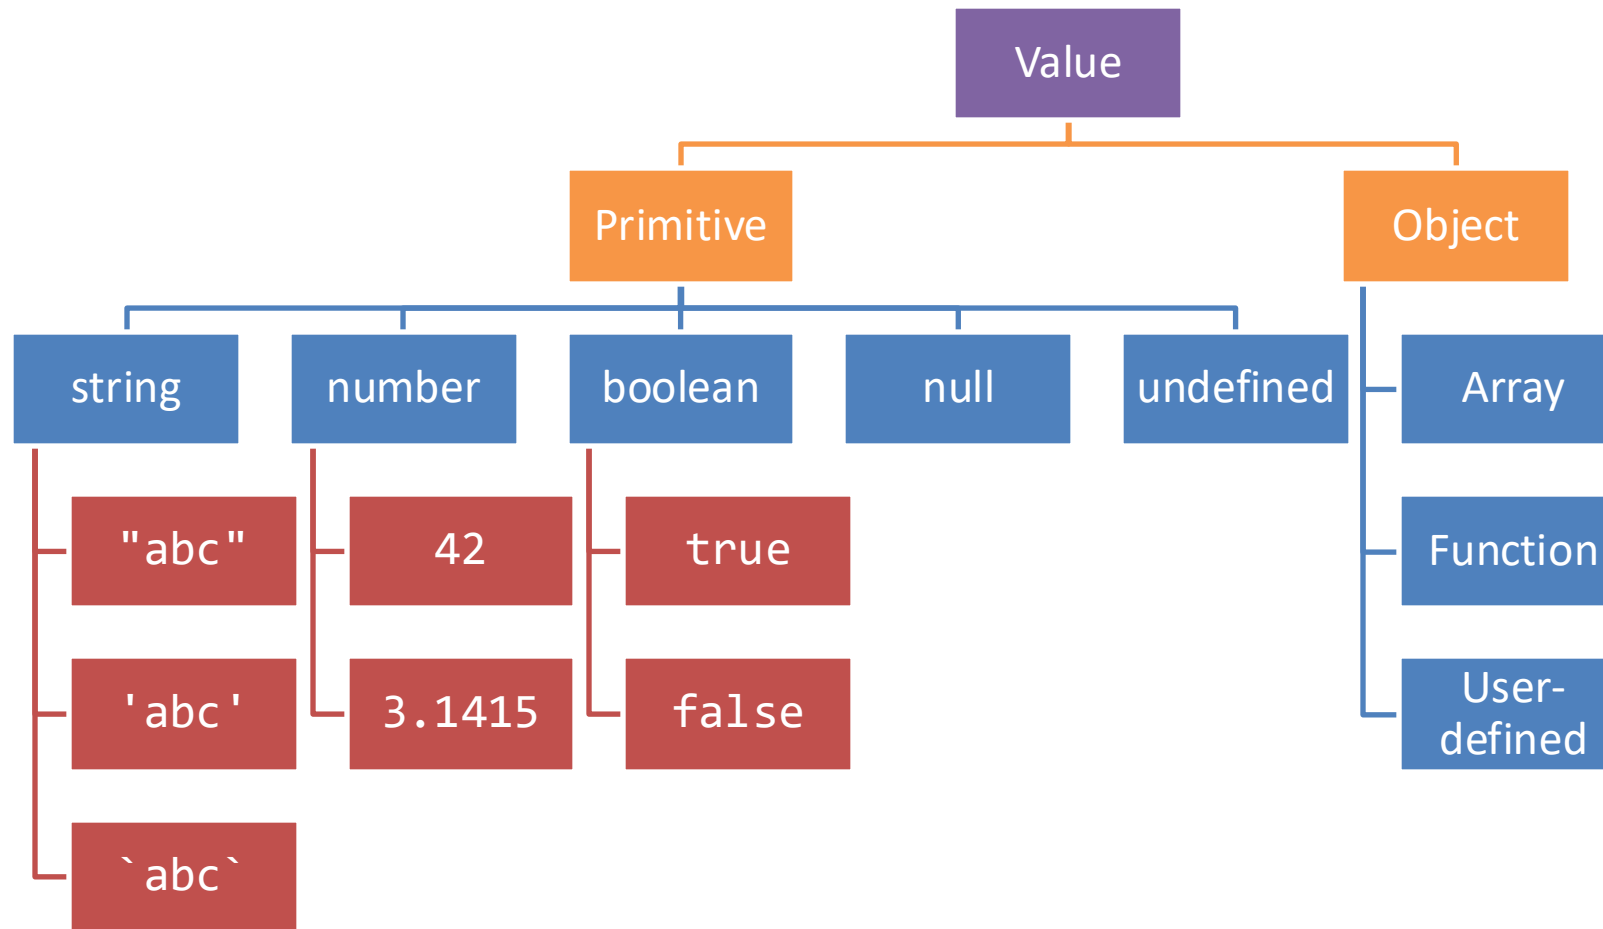 Value
Primitive
Object
string
number
boolean
null
undefined
Array
"abc"
42
true
Function
'abc'
3.1415
false
User-
defined
`abc`